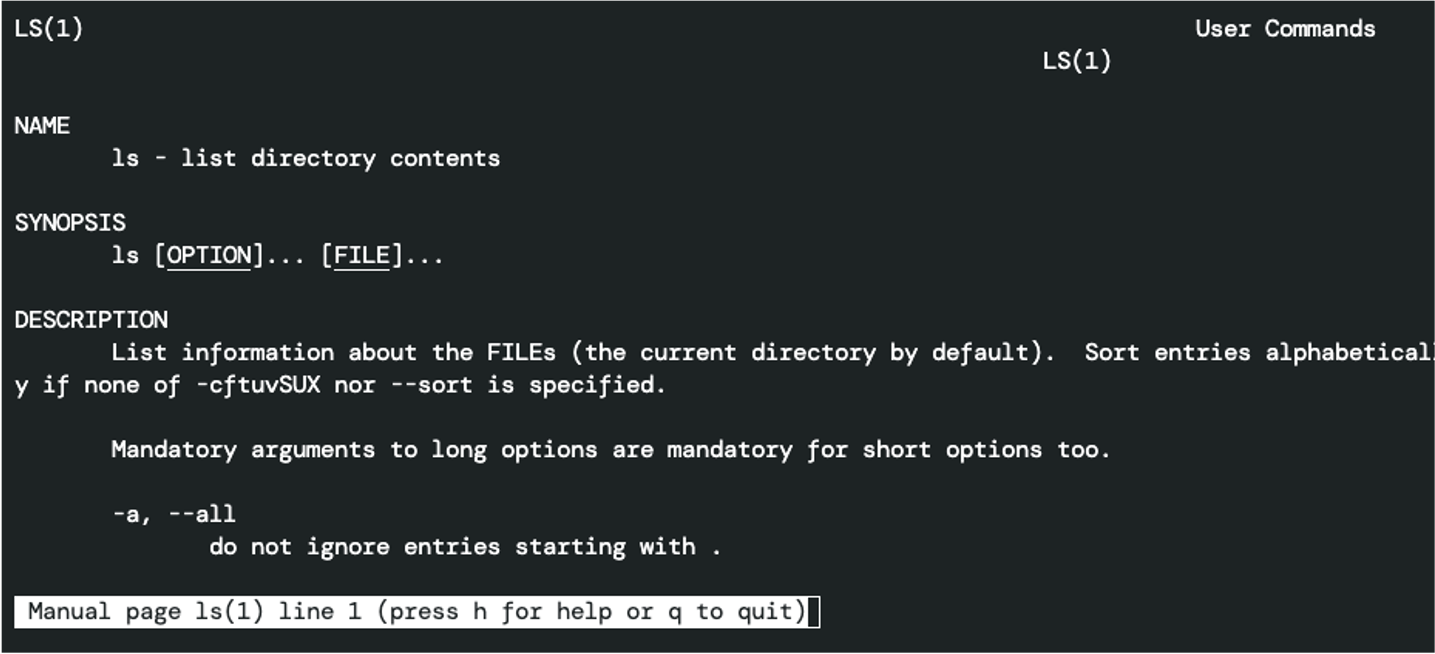 LS(1) User Commands
LS(1)
NAME
ls - list directory contents
SYNOPSIS
ls [OPTION]... [FILE]...
DESCRIPTION
List information about the FILEs (the current directory by default).  Sort entries alphabeticall
y if none of -cftuvSUX nor --sort is specified.
Mandatory arguments to long options are mandatory for short options too.
-a, --all
do not ignore entries starting with .
Manual page ls(1) line 1 (press h for help or q to quit)